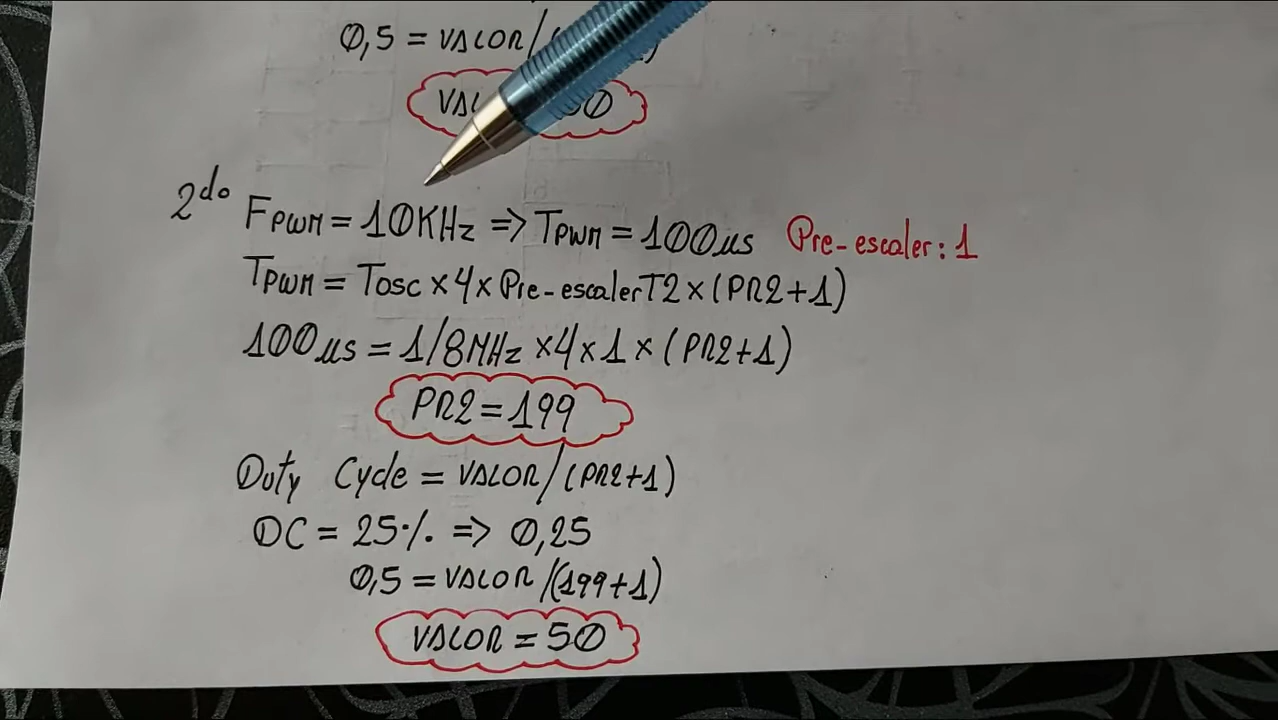 0,5 = VALOR/
2do FPWM = 10KHz => TPWM = 100us Pre-escaler: 1
TPWM = Tosc x 4 x Pre-escalerT2 x (PR2+1)
100us = 1/8MHz x 4 x 1 x (PR2+1)
PR2 = 199
Duty Cycle = VALOR/(PR2+1)
DC = 25% => 0,25
0,5 = VALOR/(199+1)
VALOR = 50